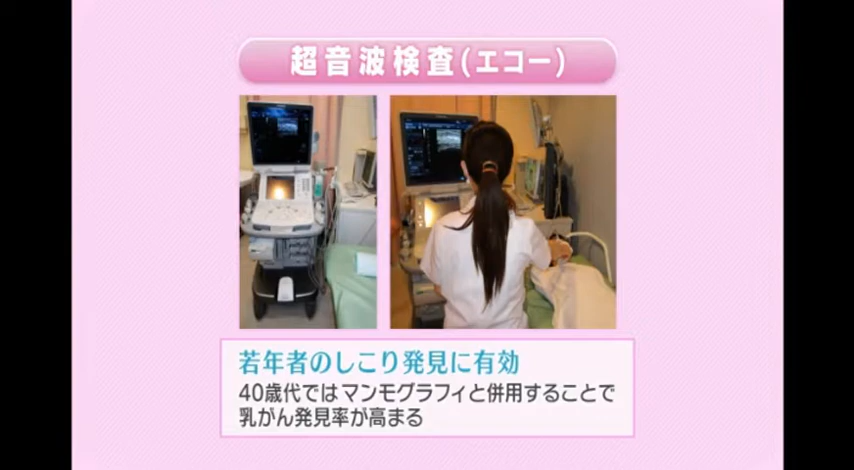 超音波検査(エコー)
若年者のしこり発見に有効
40歳代ではマンモグラフィと併用することで
乳がん発見率が高まる